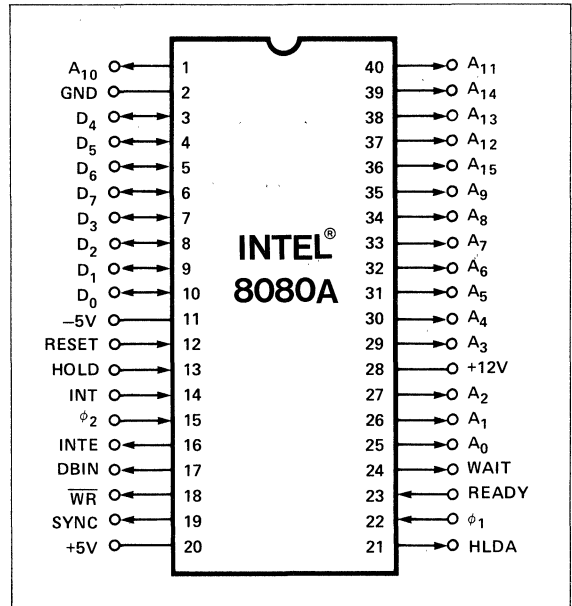 A10 1 40 A11
GND 2 39 A14
D4 3 38 A13
D5 4 37 A12
D6 5 36 A15
D7 6 35 A9
D3 7 34 A8
D2 8 33 A7
D1 9 32 A6
D0 10 31 A5
−5V 11 30 A4
RESET 12 29 A3
HOLD 13 28 +12V
INT 14 27 A2
ϕ2 15 26 A1
INTE 16 25 A0
DBIN 17 24 WAIT
W̅R̅ 18 23 READY
SYNC 19 22 ϕ1
+5V 20 21 HLDA
INTEL®
8080A